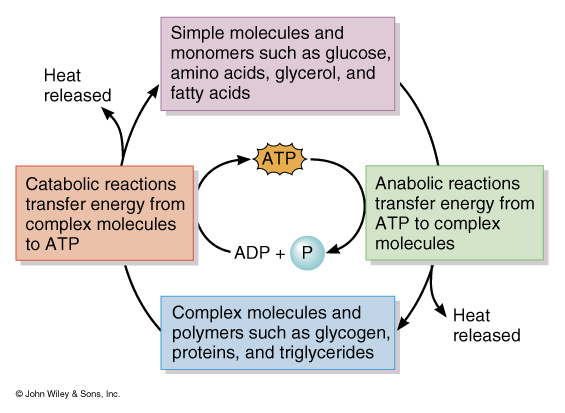 Simple molecules and
monomers such as glucose,
amino acids, glycerol, and
fatty acids
Heat
released
ATP
Catabolic reactions
transfer energy from
complex molecules
to ATP
Anabolic reactions
transfer energy from
ATP to complex
molecules
ADP + P
Complex molecules and
polymers such as glycogen,
proteins, and triglycerides
Heat
released
© John Wiley & Sons, Inc.